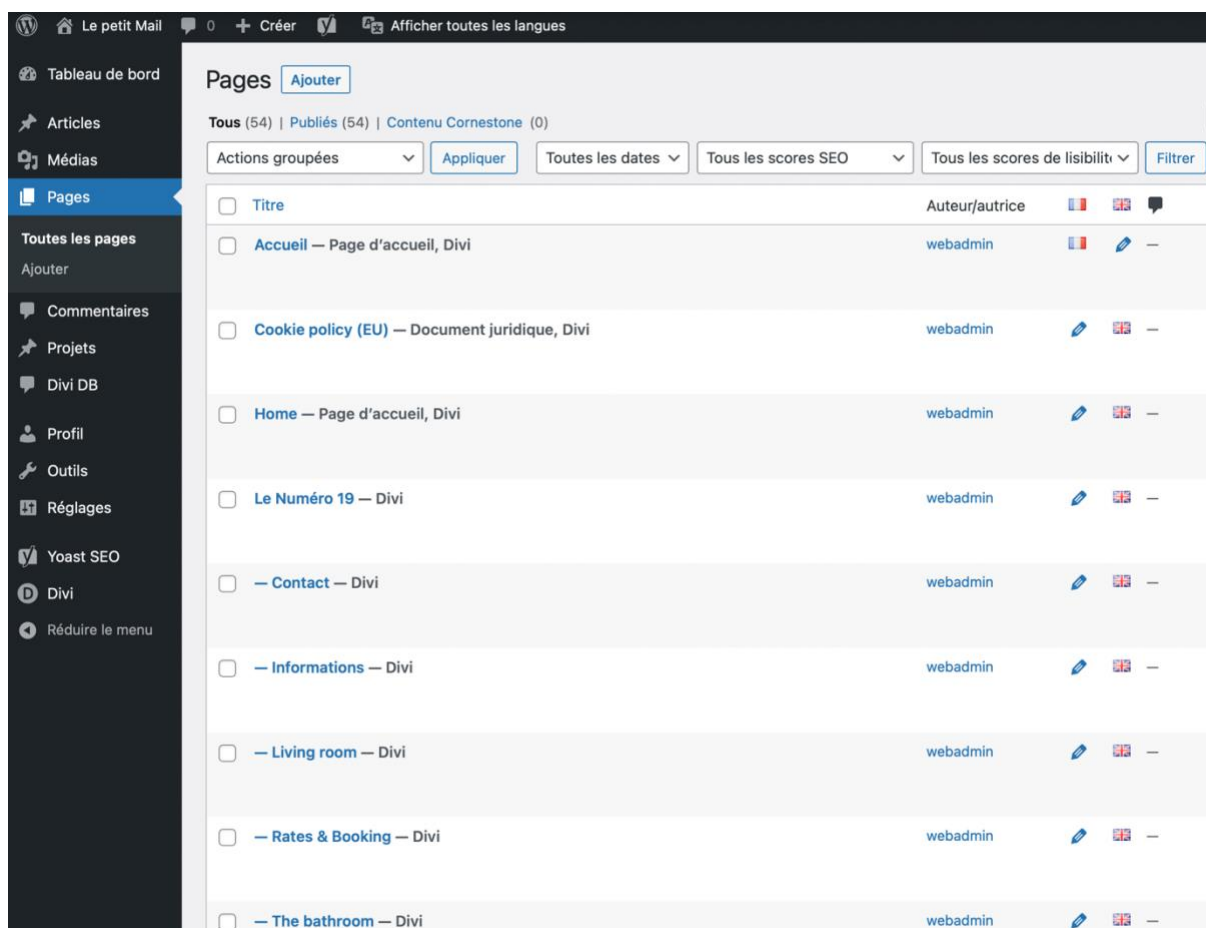 Le petit Mail 0 Créer Afficher toutes les langues
Tableau de bord
Articles
Médias
Pages
Toutes les pages
Ajouter
Commentaires
Projets
Divi DB
Profil
Outils
Réglages
Yoast SEO
Divi
Réduire le menu
Pages Ajouter
Tous (54) | Publiés (54) | Contenu Cornestone (0)
Actions groupées Appliquer Toutes les dates Tous les scores SEO Tous les scores de lisibilit Filtrer
Titre Auteur/autrice
Accueil — Page d'accueil, Divi webadmin —
Cookie policy (EU) — Document juridique, Divi webadmin —
Home — Page d'accueil, Divi webadmin —
Le Numéro 19 — Divi webadmin —
— Contact — Divi webadmin —
— Informations — Divi webadmin —
— Living room — Divi webadmin —
— Rates & Booking — Divi webadmin —
— The bathroom — Divi webadmin —